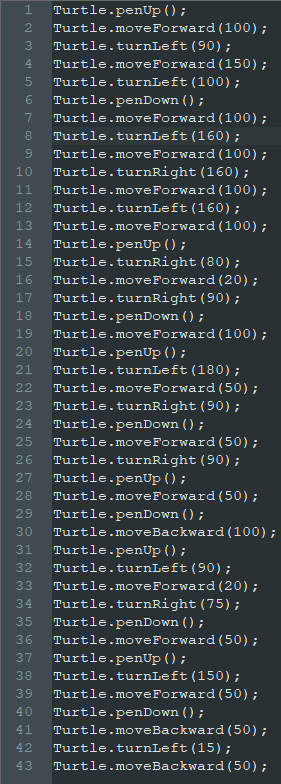 1 Turtle.penUp();
2 Turtle.moveForward(100);
3 Turtle.turnLeft(90);
4 Turtle.moveForward(150);
5 Turtle.turnLeft(100);
6 Turtle.penDown();
7 Turtle.moveForward(100);
8 Turtle.turnLeft(160);
9 Turtle.moveForward(100);
10 Turtle.turnRight(160);
11 Turtle.moveForward(100);
12 Turtle.turnLeft(160);
13 Turtle.moveForward(100);
14 Turtle.penUp();
15 Turtle.turnRight(80);
16 Turtle.moveForward(20);
17 Turtle.turnRight(90);
18 Turtle.penDown();
19 Turtle.moveForward(100);
20 Turtle.penUp();
21 Turtle.turnLeft(180);
22 Turtle.moveForward(50);
23 Turtle.turnRight(90);
24 Turtle.penDown();
25 Turtle.moveForward(50);
26 Turtle.turnRight(90);
27 Turtle.penUp();
28 Turtle.moveForward(50);
29 Turtle.penDown();
30 Turtle.moveBackward(100);
31 Turtle.penUp();
32 Turtle.turnLeft(90);
33 Turtle.moveForward(20);
34 Turtle.turnRight(75);
35 Turtle.penDown();
36 Turtle.moveForward(50);
37 Turtle.penUp();
38 Turtle.turnLeft(150);
39 Turtle.moveForward(50);
40 Turtle.penDown();
41 Turtle.moveBackward(50);
42 Turtle.turnLeft(15);
43 Turtle.moveBackward(50);